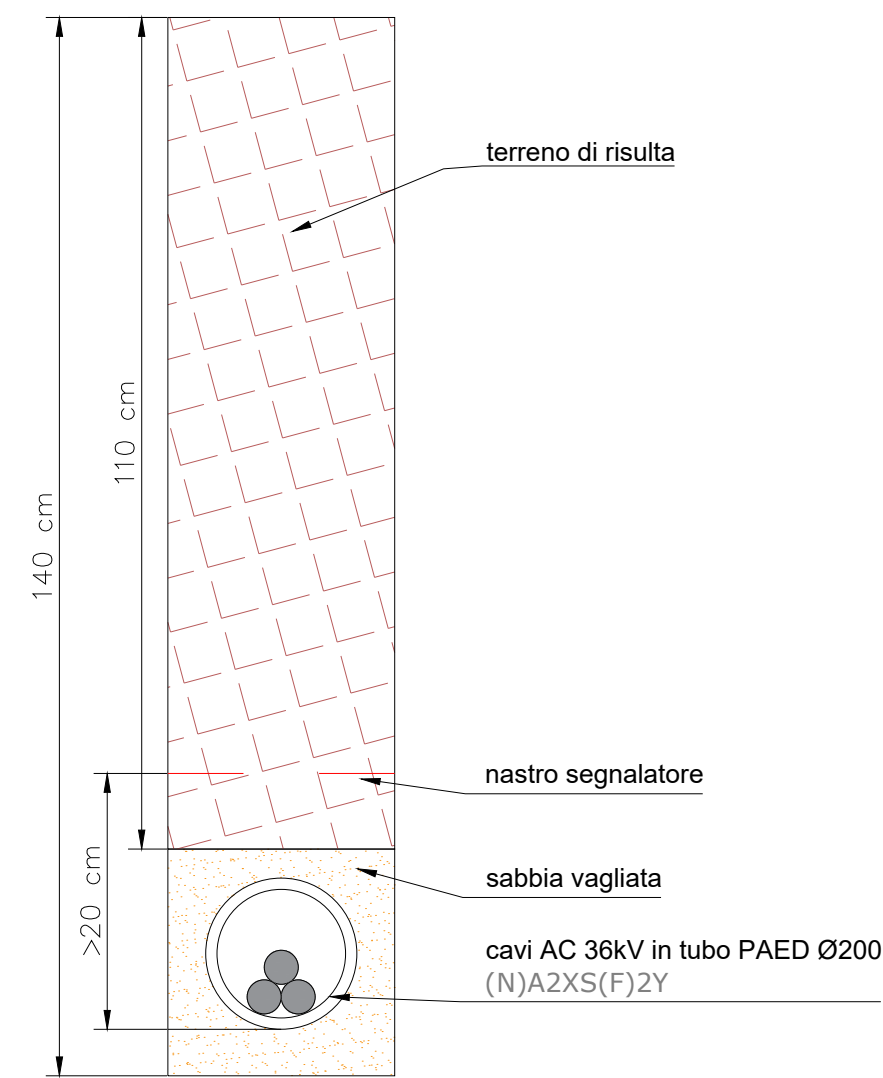 terreno di risulta
110 cm
140 cm
nastro segnalatore
>20 cm
sabbia vagliata
cavi AC 36kV in tubo PAED Ø200
(N)A2XS(F)2Y